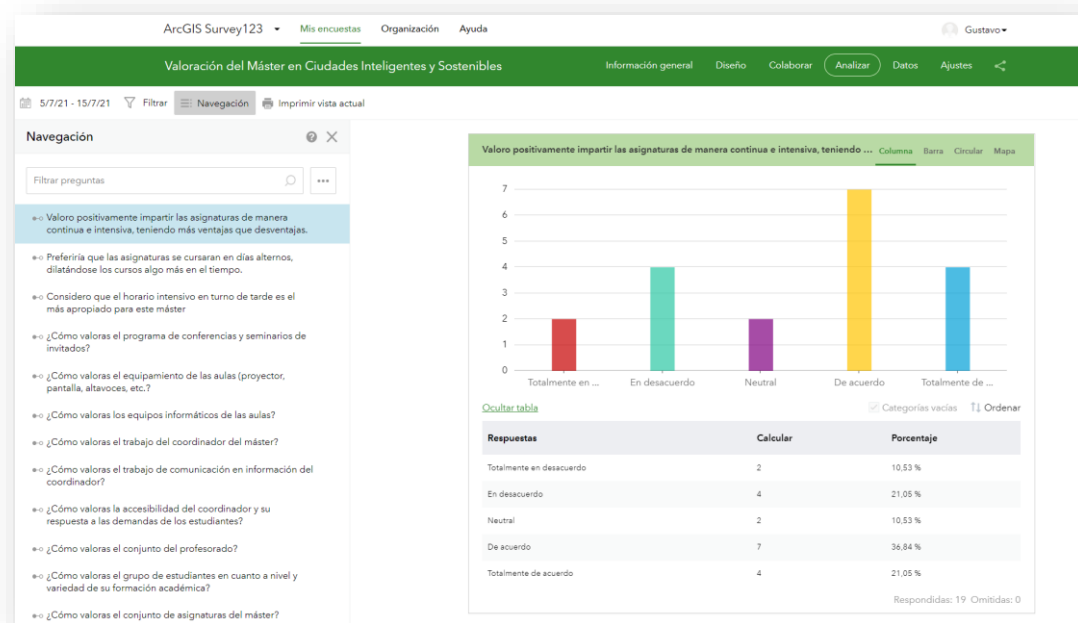 ArcGIS Survey123 Mis encuestas Organización Ayuda Gustavo
Valoración del Máster en Ciudades Inteligentes y Sostenibles Información general Diseño Colaborar Analizar Datos Ajustes
5/7/21 - 15/7/21 Filtrar Navegación Imprimir vista actual
Navegación
Filtrar preguntas
Valoro positivamente impartir las asignaturas de manera
continua e intensiva, teniendo más ventajas que desventajas.
Preferiría que las asignaturas se cursaran en días alternos,
dilatándose los cursos algo más en el tiempo.
Considero que el horario intensivo en turno de tarde es el
más apropiado para este máster
¿Cómo valoras el programa de conferencias y seminarios de
invitados?
¿Cómo valoras el equipamiento de las aulas (proyector,
pantalla, altavoces, etc.?
¿Cómo valoras los equipos informáticos de las aulas?
¿Cómo valoras el trabajo del coordinador del máster?
¿Cómo valoras el trabajo de comunicación en información del
coordinador?
¿Cómo valoras la accesibilidad del coordinador y su
respuesta a las demandas de los estudiantes?
¿Cómo valoras el conjunto del profesorado?
¿Cómo valoras el grupo de estudiantes en cuanto a nivel y
variedad de su formación académica?
¿Cómo valoras el conjunto de asignaturas del máster?
Valoro positivamente impartir las asignaturas de manera continua e intensiva, teniendo ... Columna Barra Circular Mapa
7
6
5
4
3
2
1
0
Totalmente en ... En desacuerdo Neutral De acuerdo Totalmente de ...
Ocultar tabla Categorías vacías Ordenar
Respuestas Calcular Porcentaje
Totalmente en desacuerdo 2 10,53 %
En desacuerdo 4 21,05 %
Neutral 2 10,53 %
De acuerdo 7 36,84 %
Totalmente de acuerdo 4 21,05 %
Respondidas: 19 Omitidas: 0